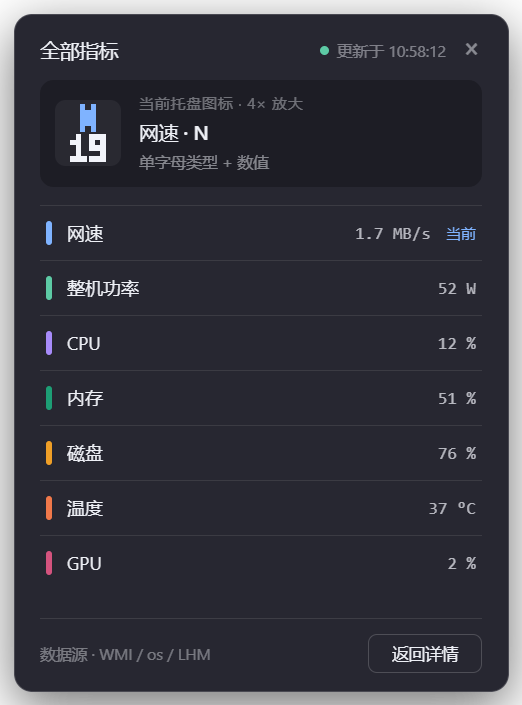 全部指标
更新于 10:58:12 ×
当前托盘图标 · 4× 放大
N
19
网速 · N
单字母类型 + 数值
网速 1.7 MB/s 当前
整机功率 52 W
CPU 12 %
内存 51 %
磁盘 76 %
温度 37 °C
GPU 2 %
数据源 · WMI / os / LHM
返回详情